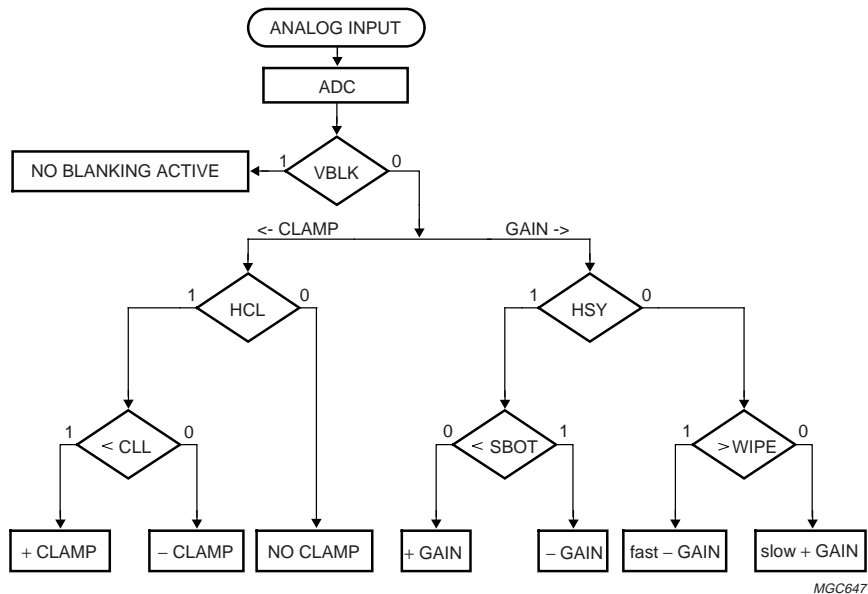 ANALOG INPUT
ADC
NO BLANKING ACTIVE
1
VBLK
0
<- CLAMP
GAIN ->
1
HCL
0
1
HSY
0
1
< CLL
0
0
< SBOT
1
1
> WIPE
0
+ CLAMP
− CLAMP
NO CLAMP
+ GAIN
− GAIN
fast − GAIN
slow + GAIN
MGC647